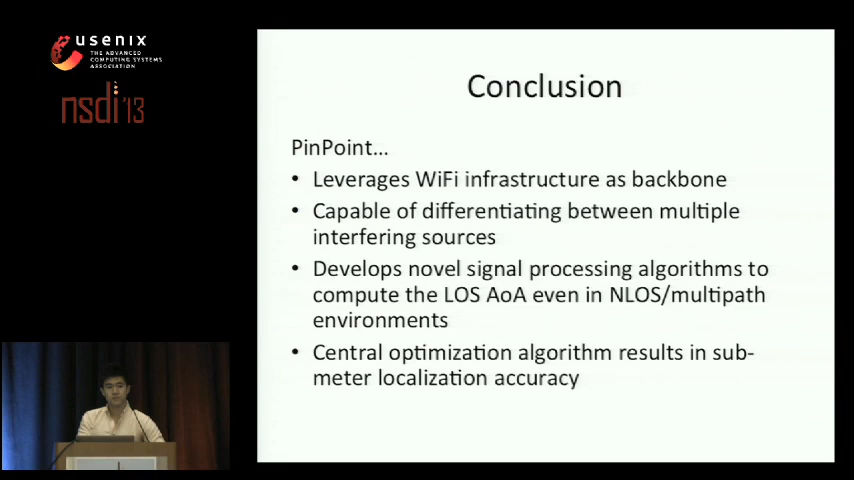 usenix
THE ADVANCED
COMPUTING SYSTEMS
ASSOCIATION
nsdi'13
Conclusion
PinPoint...
• Leverages WiFi infrastructure as backbone
• Capable of differentiating between multiple
interfering sources
• Develops novel signal processing algorithms to
compute the LOS AoA even in NLOS/multipath
environments
• Central optimization algorithm results in sub-
meter localization accuracy